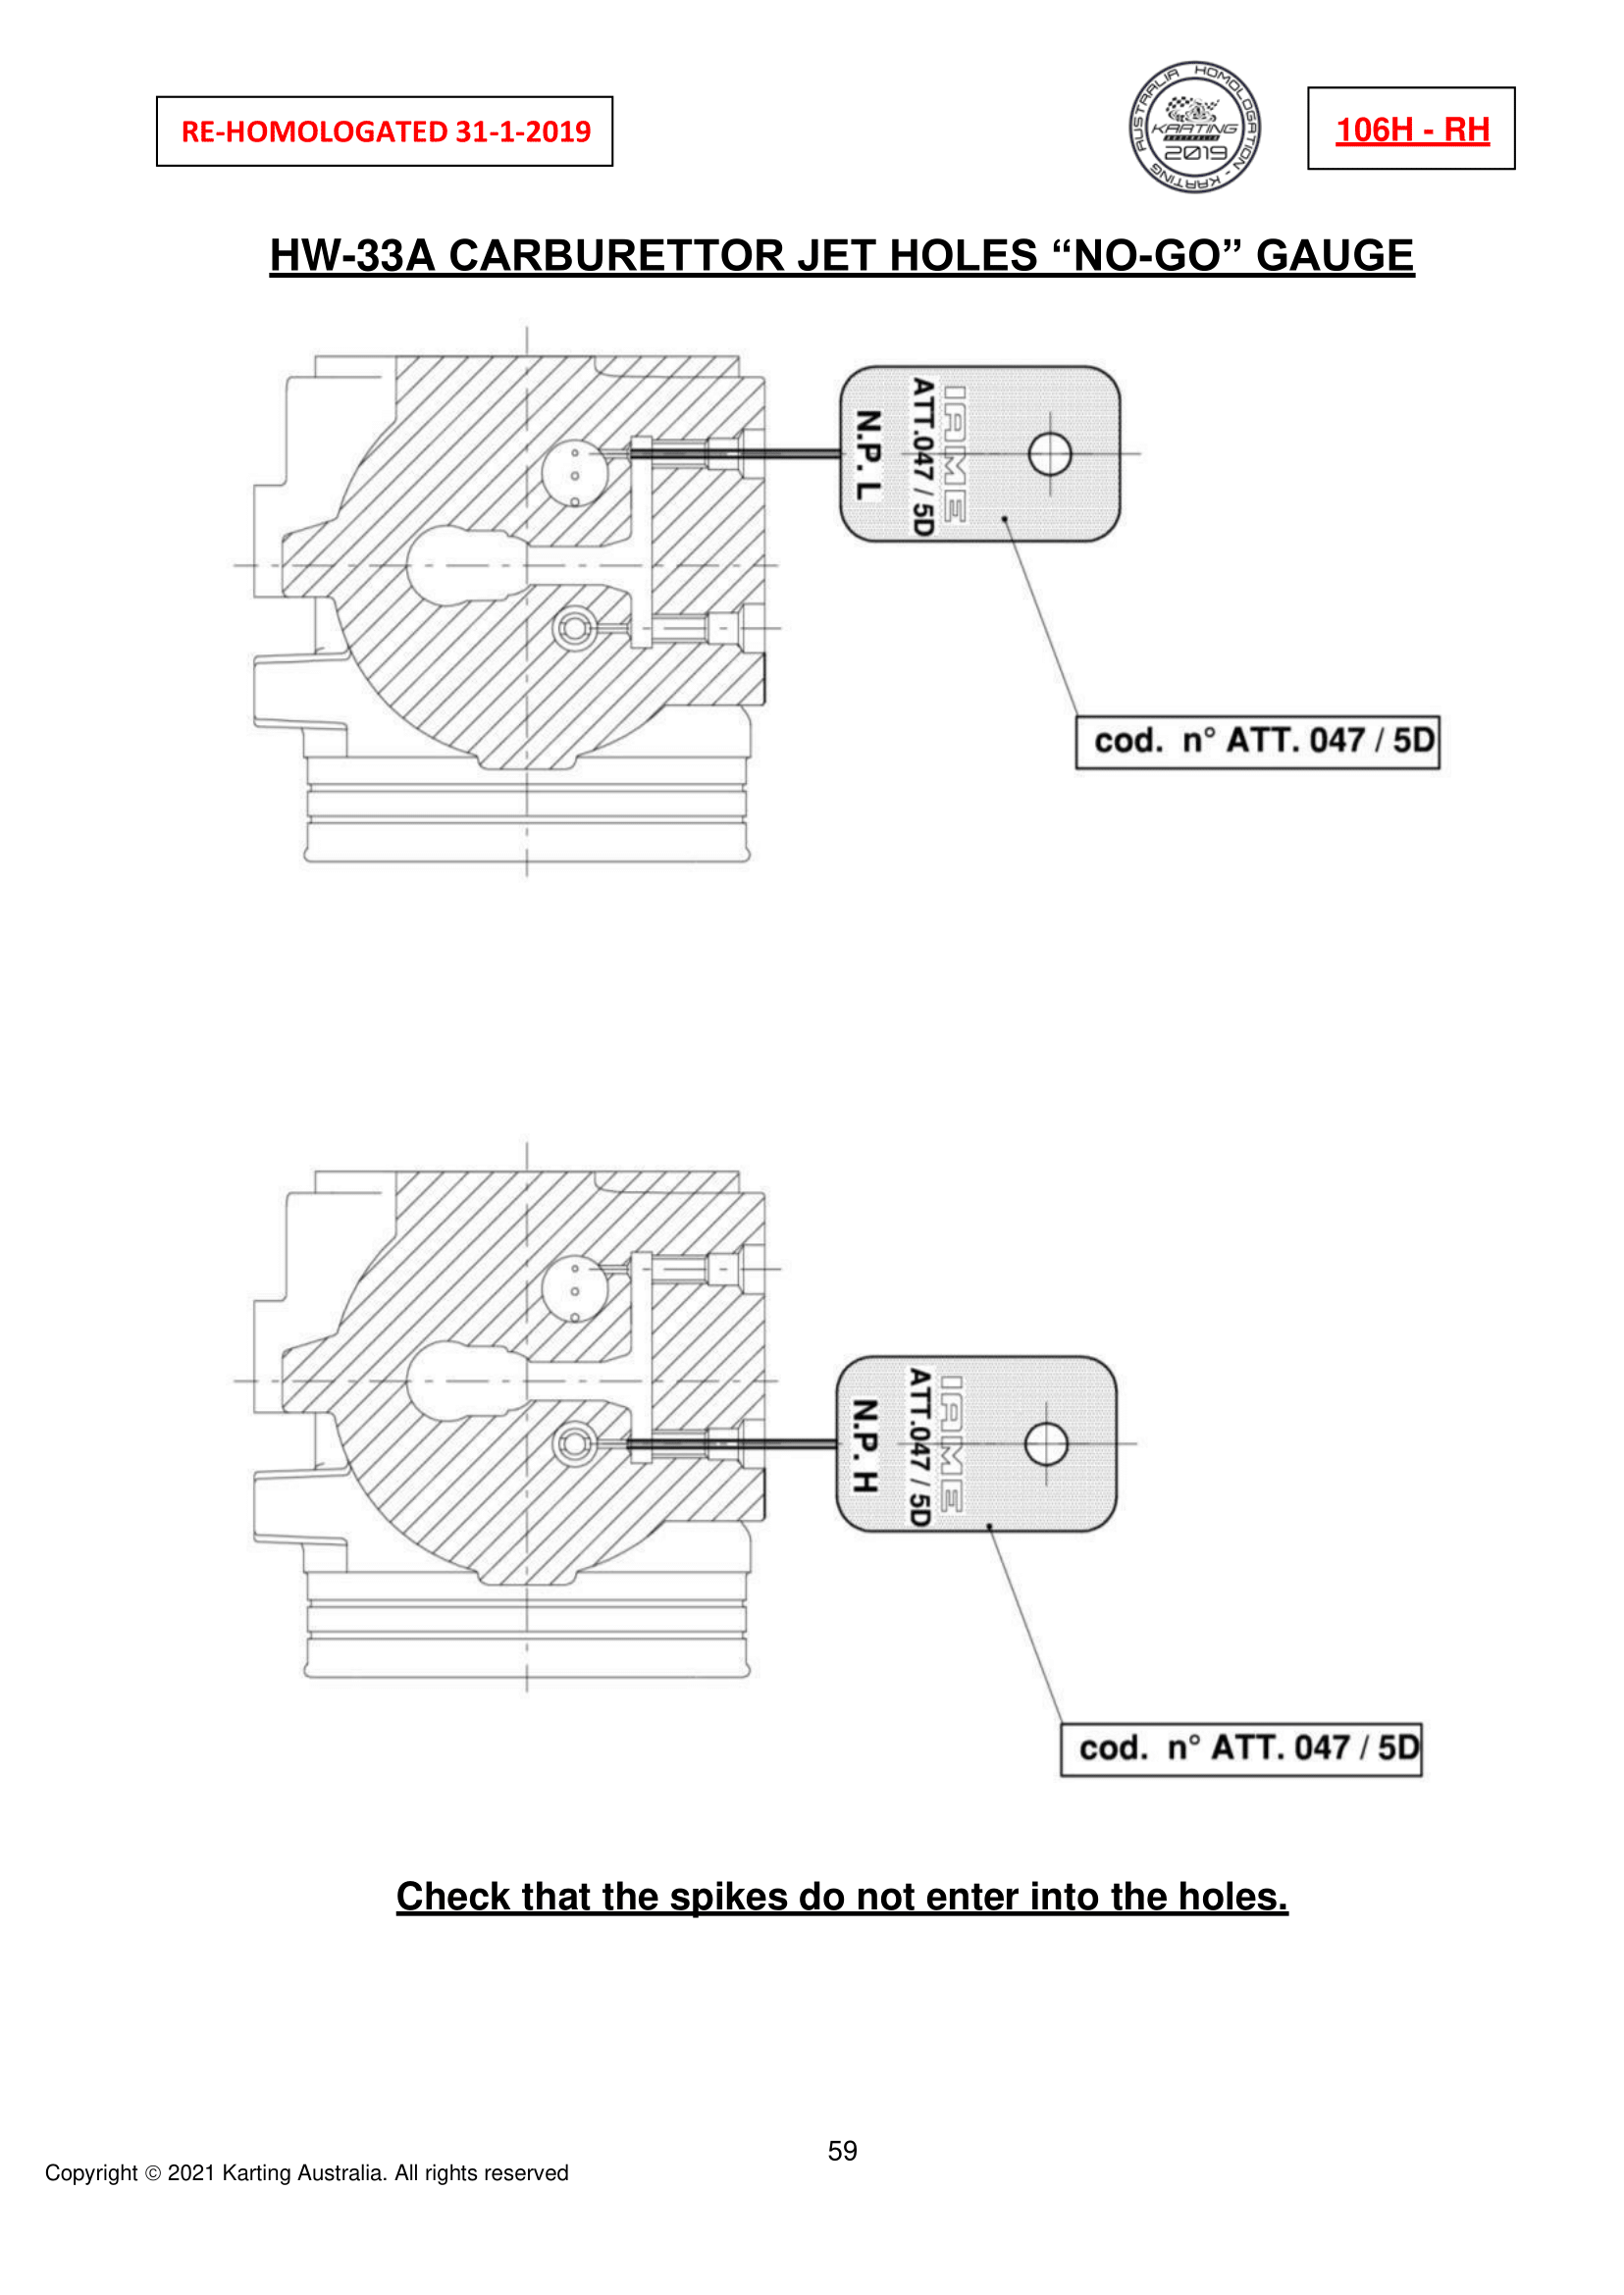 RE-HOMOLOGATED 31-1-2019
AUSTRALIA HOMOLOGATION - KARTING
KARTING
AUSTRALIA
2019
106H - RH
HW-33A CARBURETTOR JET HOLES “NO-GO” GAUGE
IAME
ATT.047 / 5D
N.P. L
cod. n° ATT. 047 / 5D
IAME
ATT.047 / 5D
N.P. H
cod. n° ATT. 047 / 5D
Check that the spikes do not enter into the holes.
59
Copyright © 2021 Karting Australia. All rights reserved